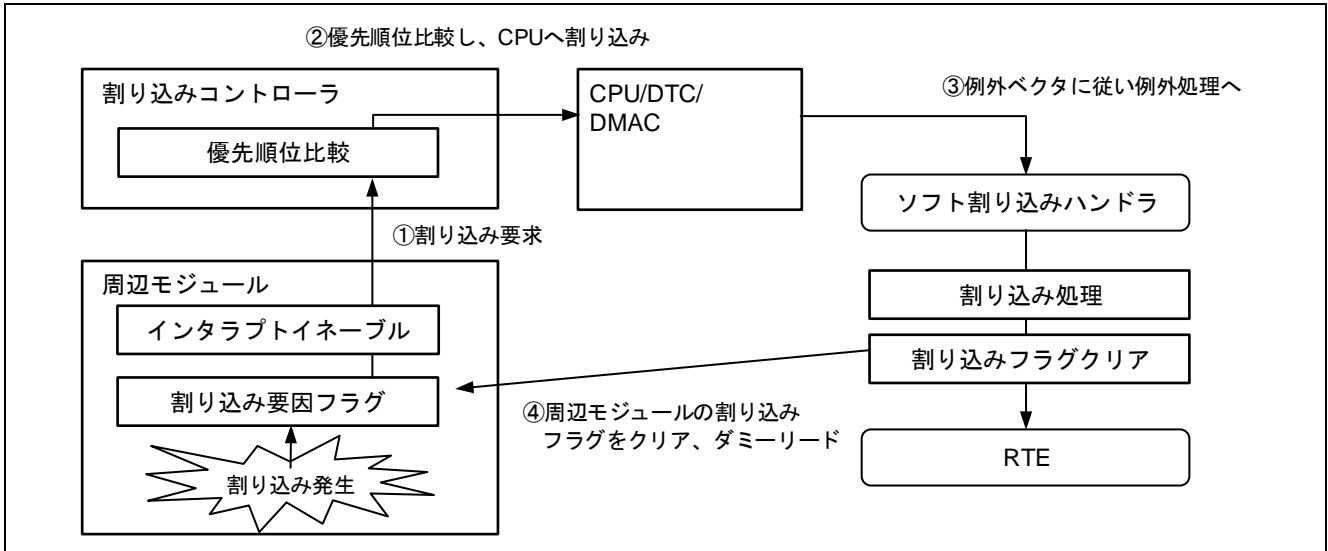 ②優先順位比較し、CPUへ割り込み
割り込みコントローラ
優先順位比較
CPU/DTC/
DMAC
③例外ベクタに従い例外処理へ
ソフト割り込みハンドラ
①割り込み要求
周辺モジュール
インタラプトイネーブル
割り込み要因フラグ
割り込み発生
割り込み処理
割り込みフラグクリア
④周辺モジュールの割り込み
フラグをクリア、ダミーリード
RTE